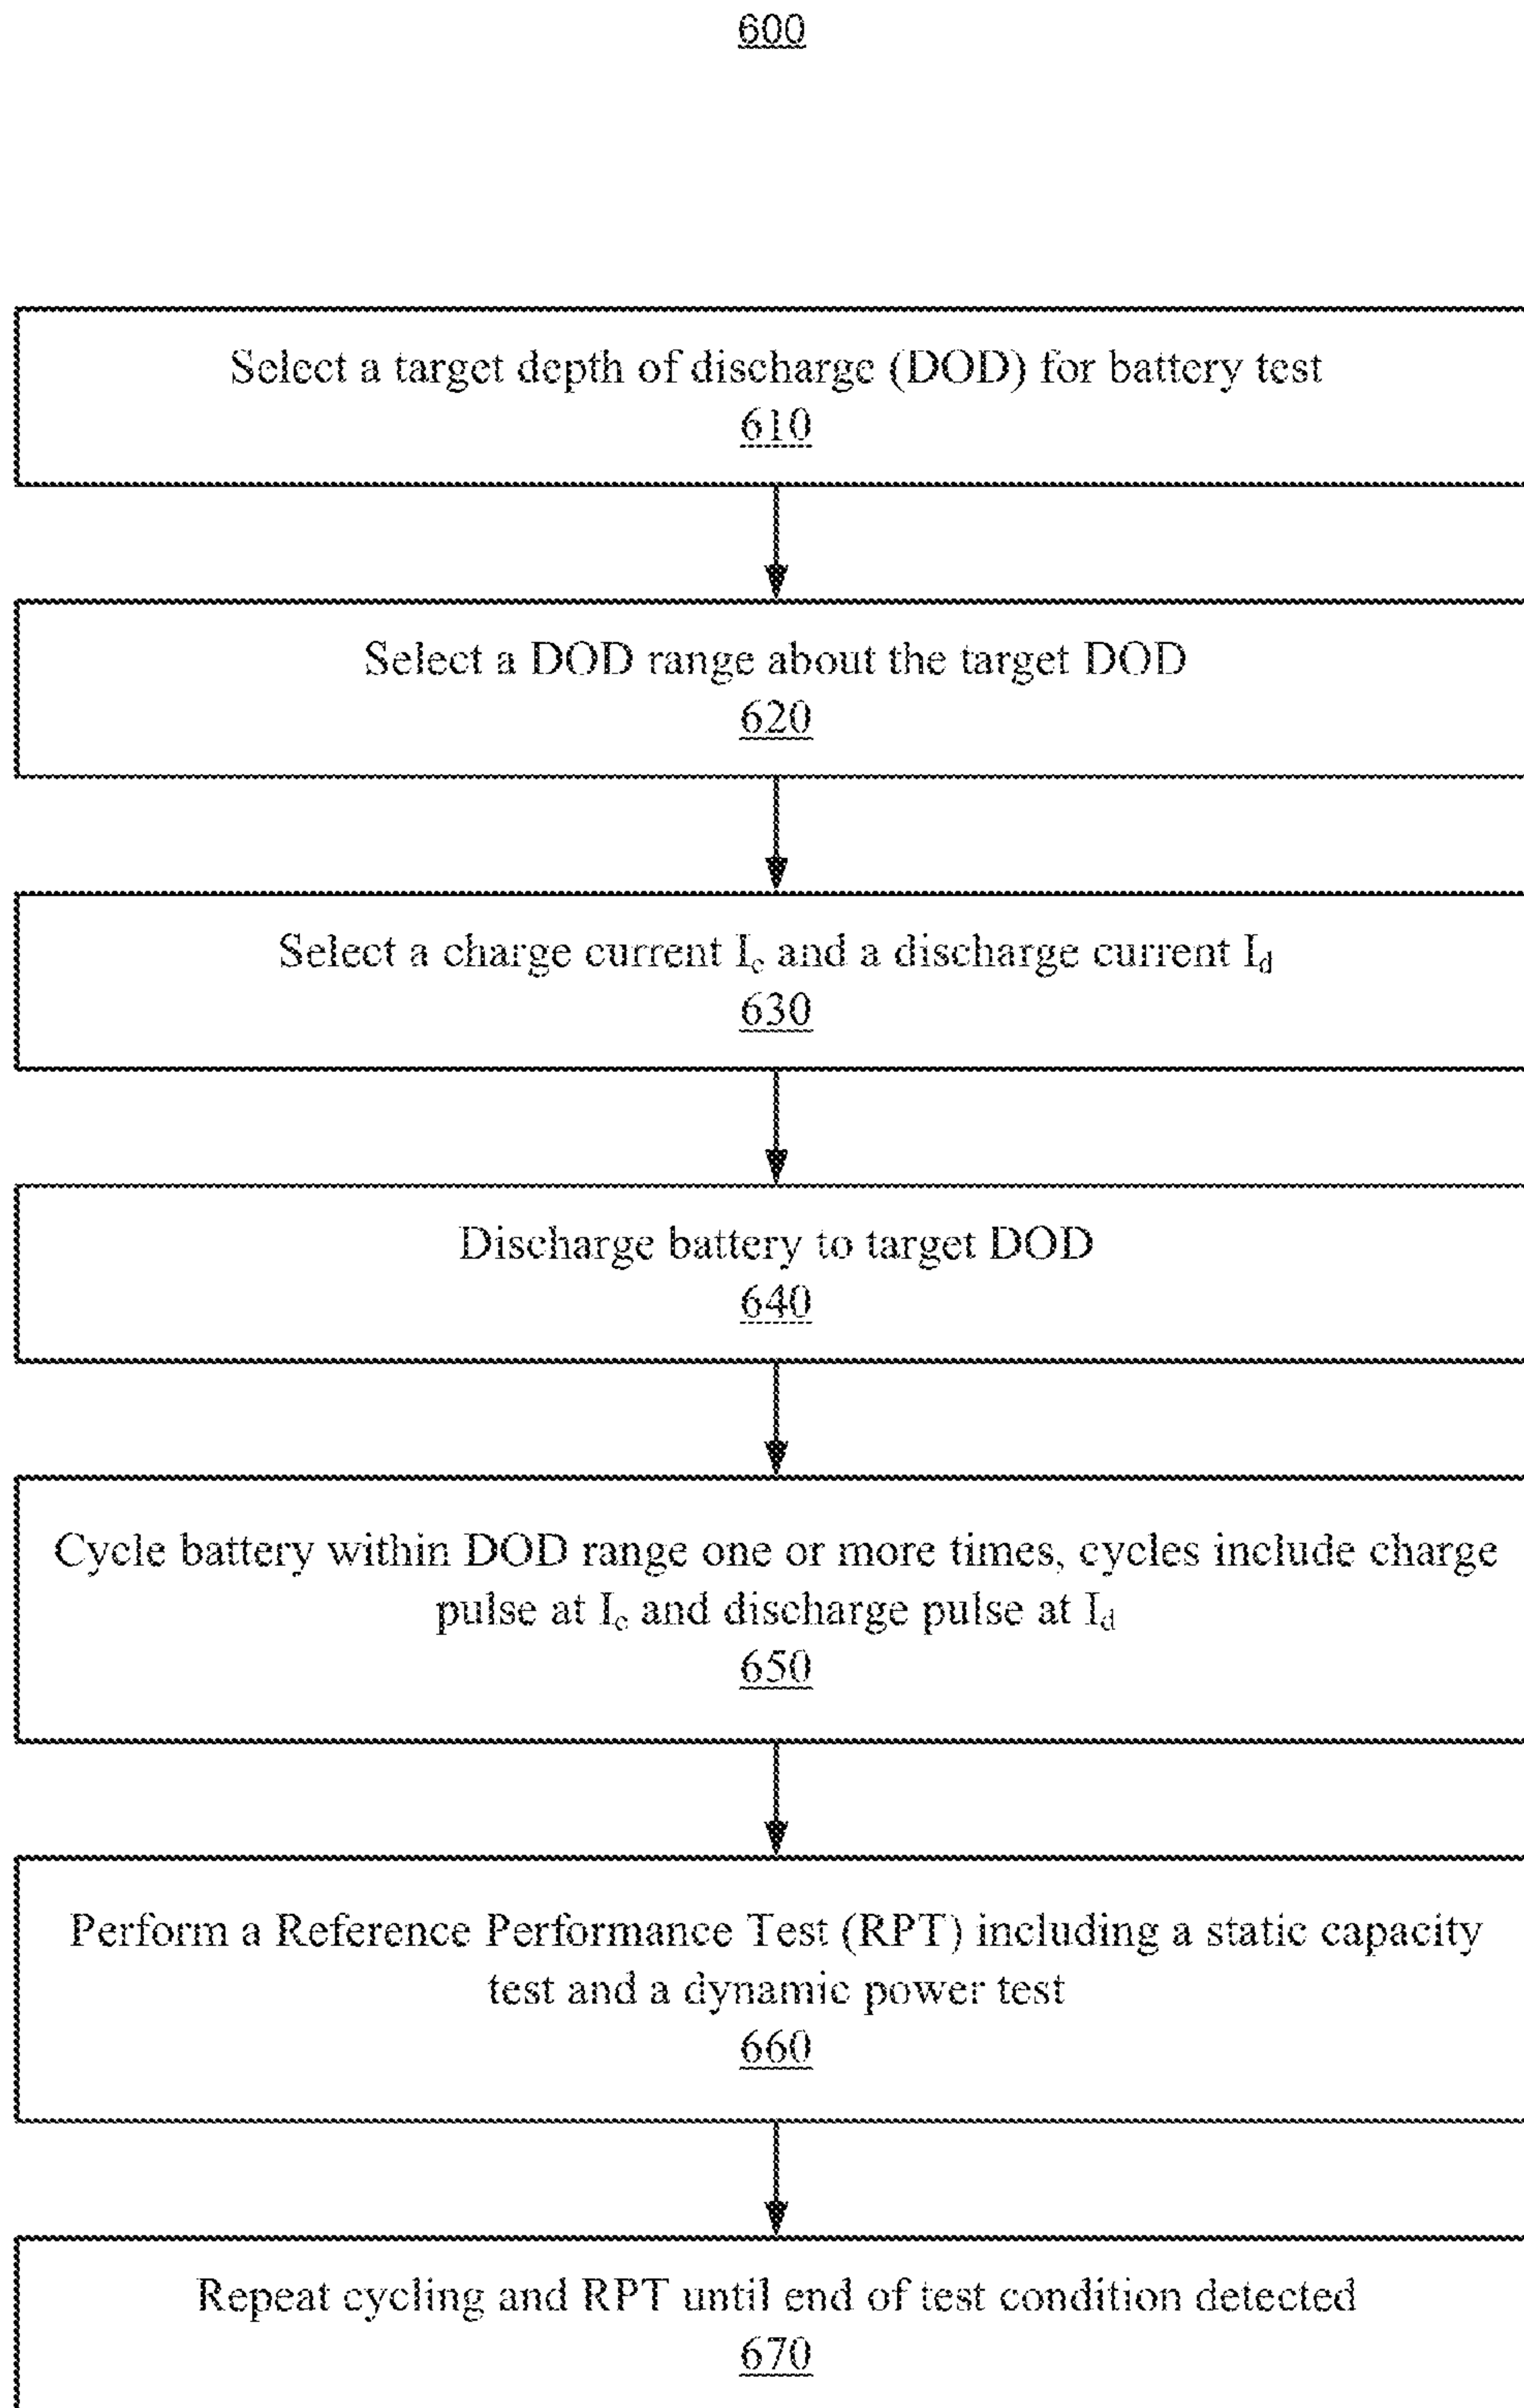 600
Select a target depth of discharge (DOD) for battery test
610
Select a DOD range about the target DOD
620
Select a charge current Ic and a discharge current Id
630
Discharge battery to target DOD
640
Cycle battery within DOD range one or more times, cycles include charge
pulse at Ic and discharge pulse at Id
650
Perform a Reference Performance Test (RPT) including a static capacity
test and a dynamic power test
660
Repeat cycling and RPT until end of test condition detected
670